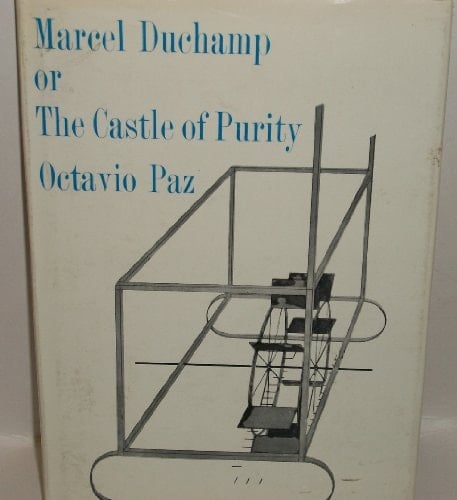 Marcel Duchamp
or
The Castle of Purity
Octavio Paz